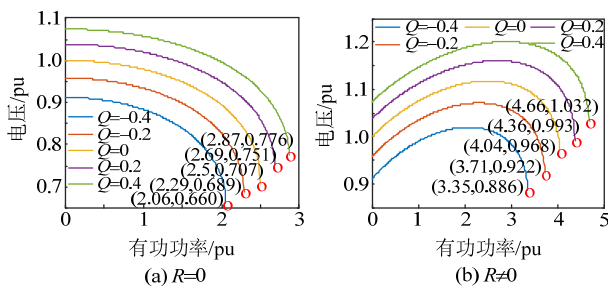 1.1
1.0
0.9
0.8
0.7
电压/pu
Q=−0.4
Q=−0.2
Q=0
Q=0.2
Q=0.4
(2.87,0.776)
(2.69,0.751)
(2.5,0.707)
(2.29,0.689)
(2.06,0.660)
0 1 2 3
有功功率/pu
(a) R=0
Q=−0.4 Q=0 Q=0.2
Q=−0.2 Q=0.4
1.2
1.1
1.0
0.9
电压/pu
(4.66,1.032)
(4.36,0.993)
(4.04,0.968)
(3.71,0.922)
(3.35,0.886)
0 1 2 3 4 5
有功功率/pu
(b) R≠0